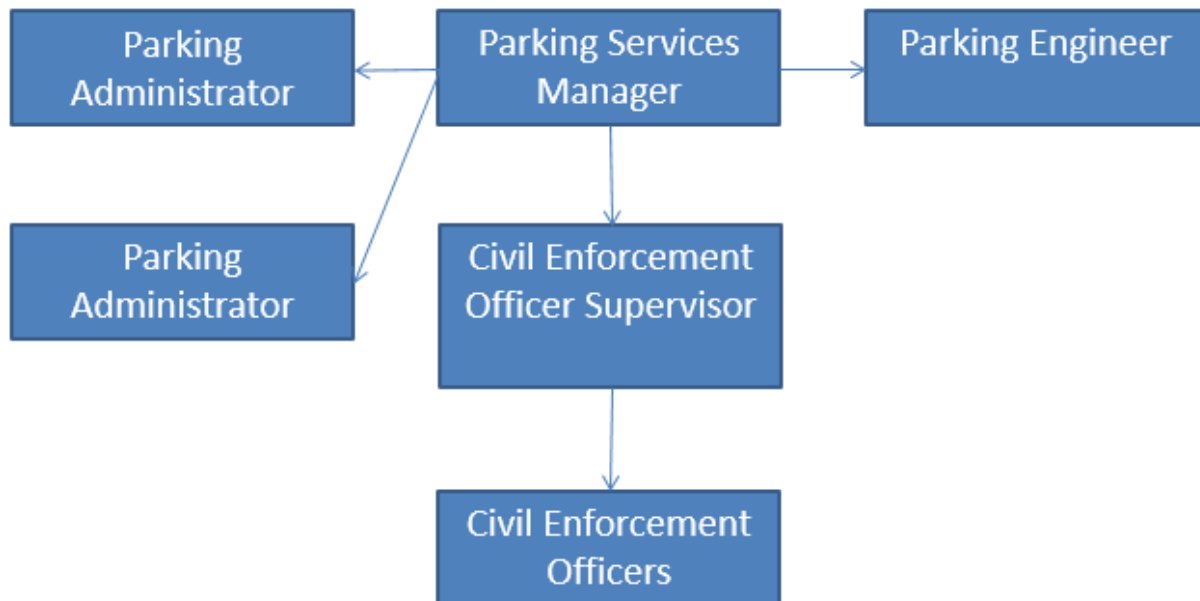 Parking
Administrator
Parking Services
Manager
Parking Engineer
Parking
Administrator
Civil Enforcement
Officer Supervisor
Civil Enforcement
Officers